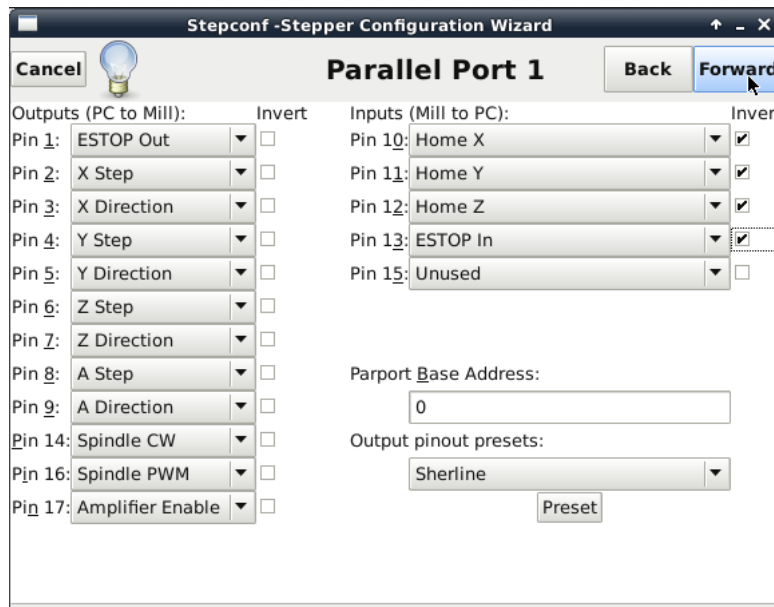 Stepconf -Stepper Configuration Wizard
Cancel
Parallel Port 1
Back
Forward
Outputs (PC to Mill): Invert
Pin 1: ESTOP Out
Pin 2: X Step
Pin 3: X Direction
Pin 4: Y Step
Pin 5: Y Direction
Pin 6: Z Step
Pin 7: Z Direction
Pin 8: A Step
Pin 9: A Direction
Pin 14: Spindle CW
Pin 16: Spindle PWM
Pin 17: Amplifier Enable
Inputs (Mill to PC): Inver
Pin 10: Home X
Pin 11: Home Y
Pin 12: Home Z
Pin 13: ESTOP In
Pin 15: Unused
Parport Base Address:
0
Output pinout presets:
Sherline
Preset